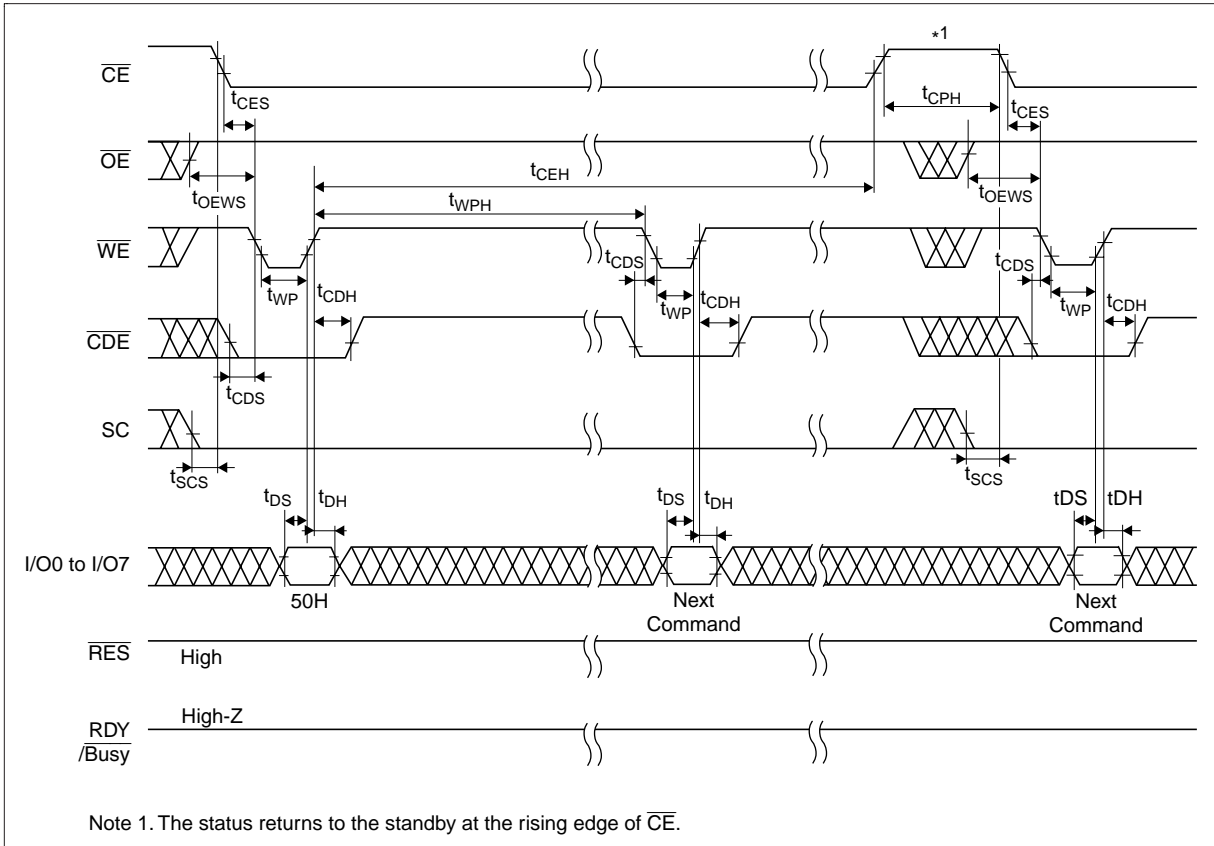 *1
CE
tCES
tCPH
tCES
OE
tOEWS
tCEH
tOEWS
tWPH
WE
tWP
tCDS
tWP
tCDS
tWP
tCDH
tCDH
tCDH
CDE
tCDS
SC
tSCS
tSCS
tDS
tDH
tDS
tDH
tDS
tDH
I/O0 to I/O7
50H
Next
Command
Next
Command
RES
High
RDY
/Busy
High-Z
Note 1. The status returns to the standby at the rising edge of CE.